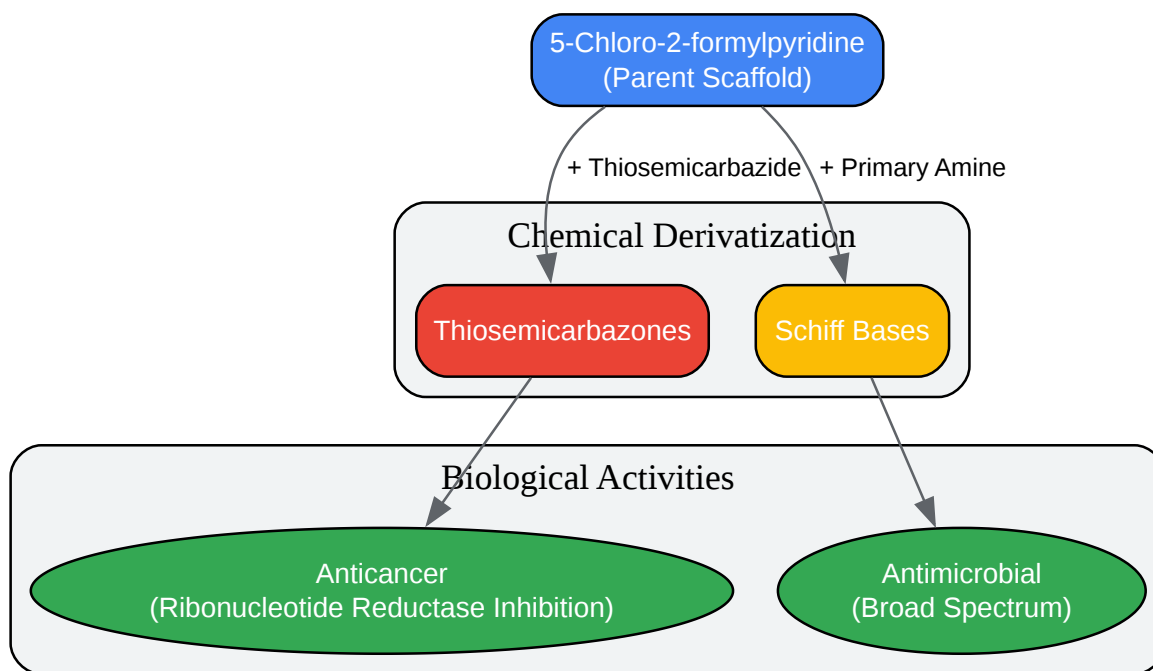 5-Chloro-2-formylpyridine
(Parent Scaffold)
+ Thiosemicarbazide
+ Primary Amine
Chemical Derivatization
Thiosemicarbazones
Schiff Bases
Biological Activities
Anticancer
(Ribonucleotide Reductase Inhibition)
Antimicrobial
(Broad Spectrum)